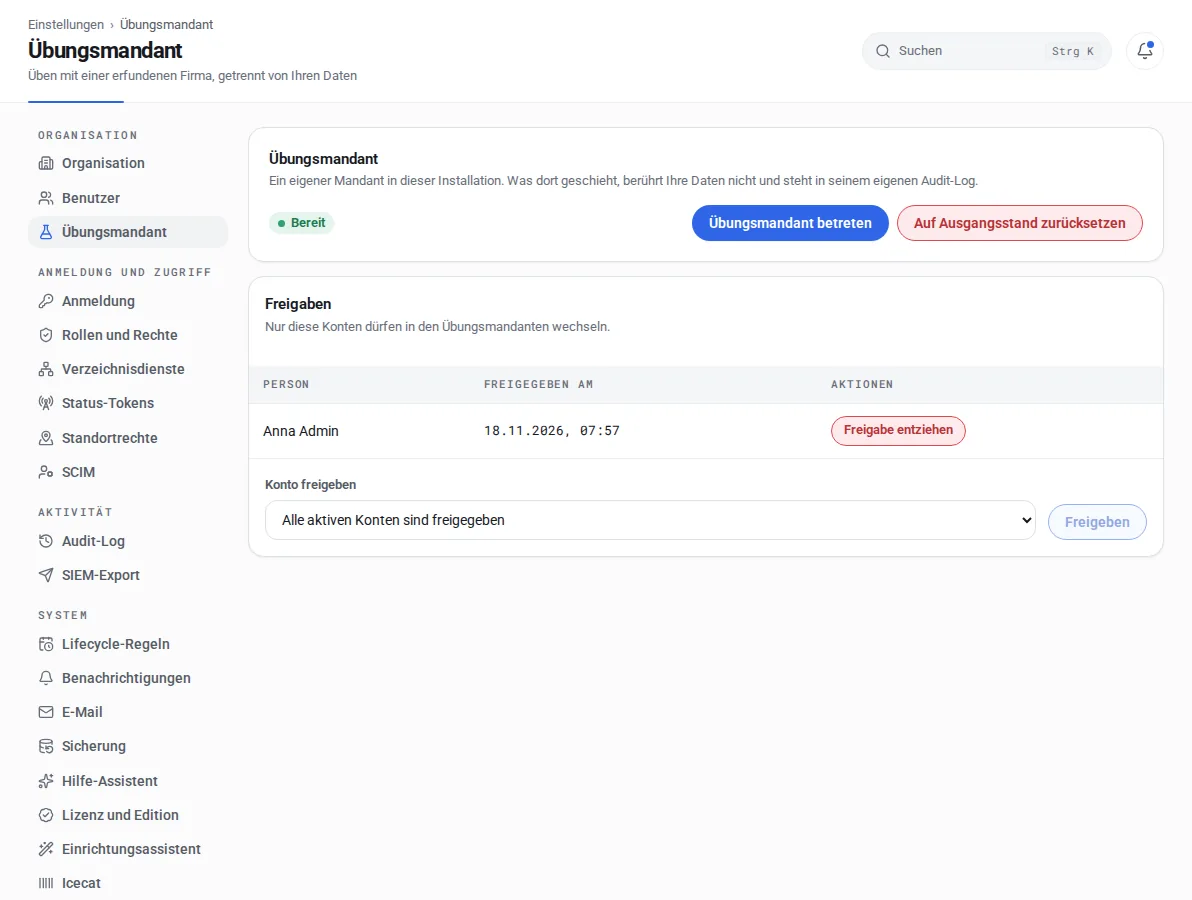 Einstellungen › Übungsmandant
Übungsmandant
Üben mit einer erfundenen Firma, getrennt von Ihren Daten
Suchen
Strg K
ORGANISATION
Organisation
Benutzer
Übungsmandant
ANMELDUNG UND ZUGRIFF
Anmeldung
Rollen und Rechte
Verzeichnisdienste
Status-Tokens
Standortrechte
SCIM
AKTIVITÄT
Audit-Log
SIEM-Export
SYSTEM
Lifecycle-Regeln
Benachrichtigungen
E-Mail
Sicherung
Hilfe-Assistent
Lizenz und Edition
Einrichtungsassistent
Icecat
Übungsmandant
Ein eigener Mandant in dieser Installation. Was dort geschieht, berührt Ihre Daten nicht und steht in seinem eigenen Audit-Log.
Bereit
Übungsmandant betreten
Auf Ausgangsstand zurücksetzen
Freigaben
Nur diese Konten dürfen in den Übungsmandanten wechseln.
PERSON FREIGEGEBEN AM AKTIONEN
Anna Admin 18.11.2026, 07:57 Freigabe entziehen
Konto freigeben
Alle aktiven Konten sind freigegeben
Freigeben